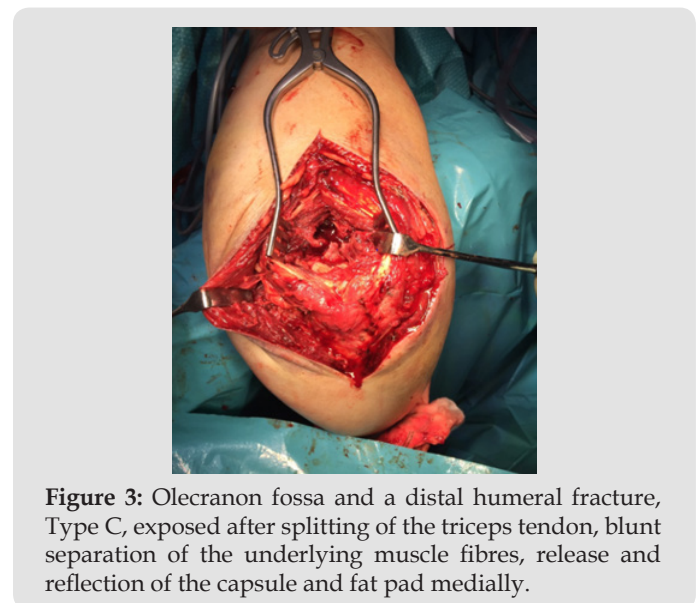 Figure 3: Olecranon fossa and a distal humeral fracture,
Type C, exposed after splitting of the triceps tendon, blunt
separation of the underlying muscle fibres, release and
reflection of the capsule and fat pad medially.